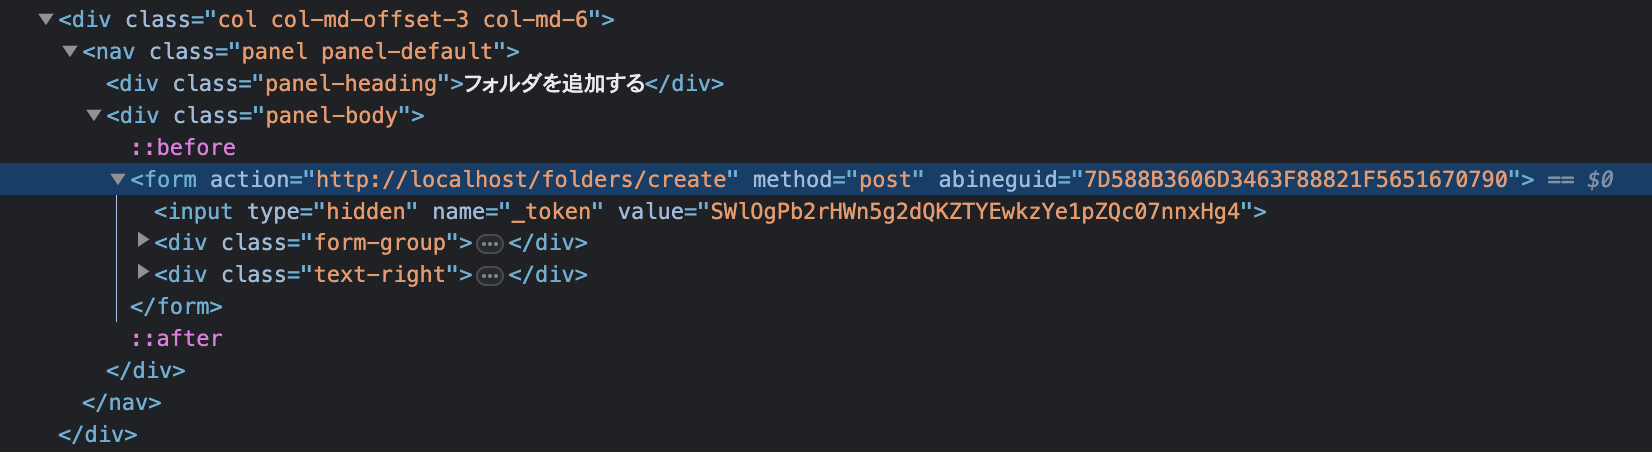 <div class="col col-md-offset-3 col-md-6">
<nav class="panel panel-default">
<div class="panel-heading">フォルダを追加する</div>
<div class="panel-body">
::before
<form action="http://localhost/folders/create" method="post" abineguid="7D588B3606D3463F88821F5651670790"> == $0
<input type="hidden" name="_token" value="SWlOgPb2rHWn5g2dQKZTYEwkzYe1pZQc07nnxHg4">
<div class="form-group">…</div>
<div class="text-right">…</div>
</form>
::after
</div>
</nav>
</div>